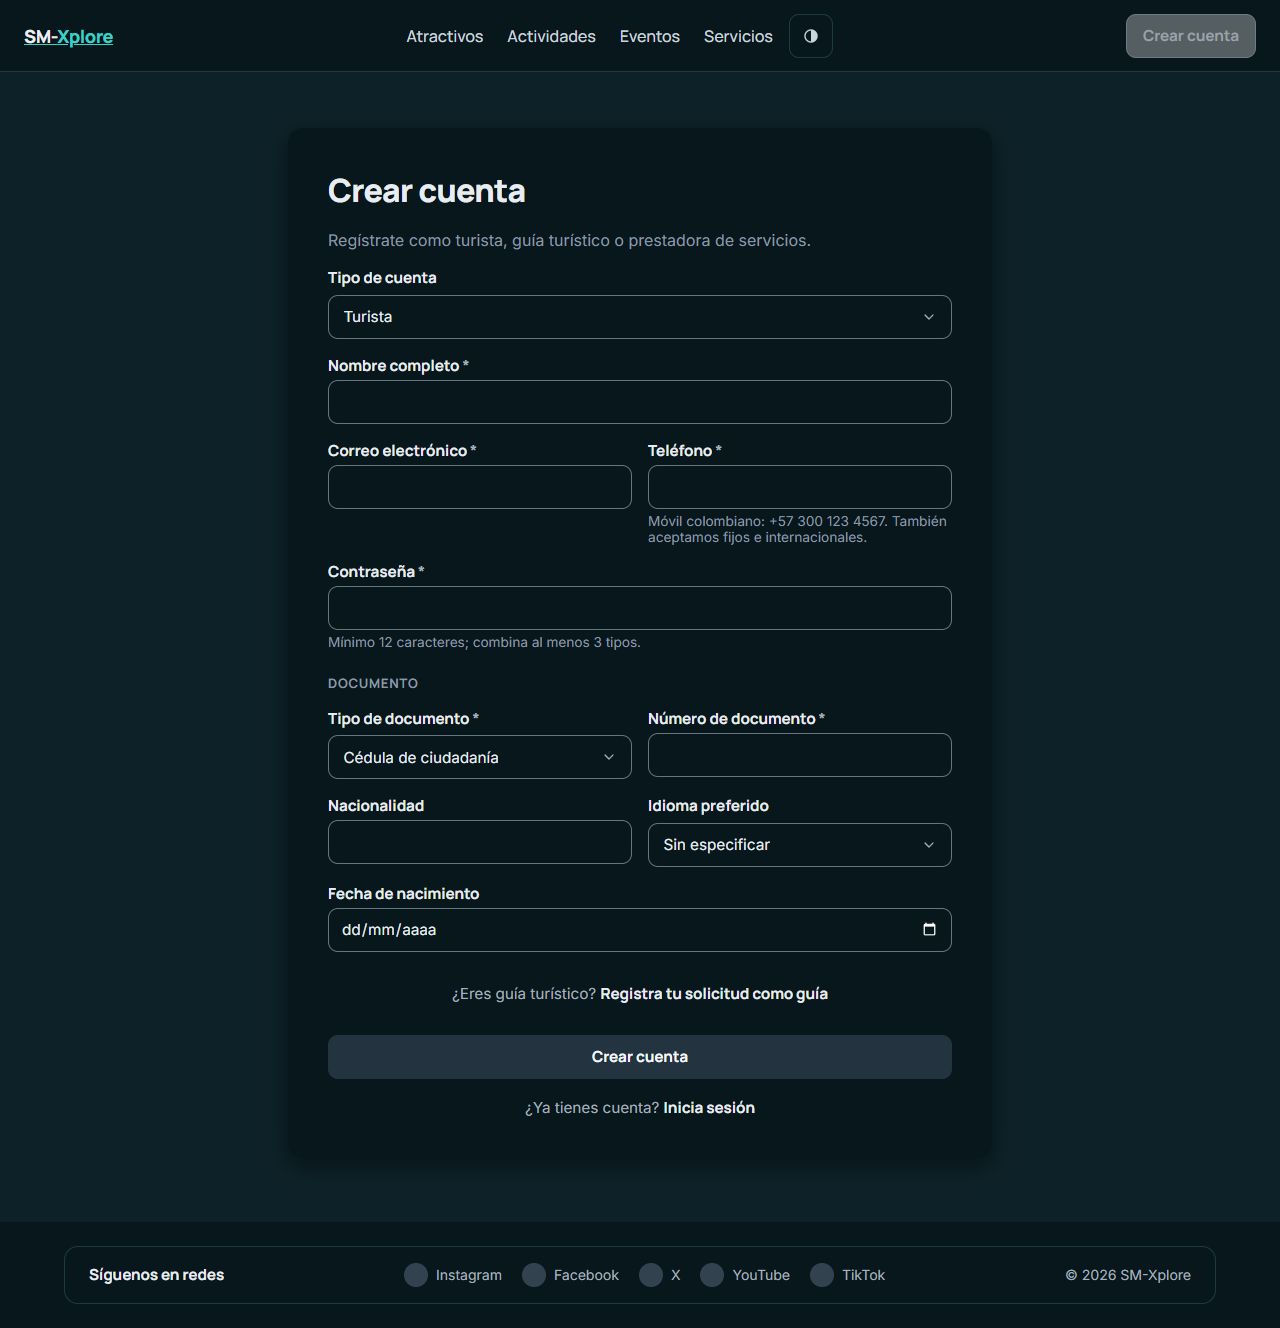 SM-Xplore
Atractivos
Actividades
Eventos
Servicios
Crear cuenta
Crear cuenta
Regístrate como turista, guía turístico o prestadora de servicios.
Tipo de cuenta
Turista
Nombre completo *
Correo electrónico *
Teléfono *
Móvil colombiano: +57 300 123 4567. También
aceptamos fijos e internacionales.
Contraseña *
Mínimo 12 caracteres; combina al menos 3 tipos.
DOCUMENTO
Tipo de documento *
Número de documento *
Cédula de ciudadanía
Nacionalidad
Idioma preferido
Sin especificar
Fecha de nacimiento
dd/mm/aaaa
¿Eres guía turístico? Registra tu solicitud como guía
Crear cuenta
¿Ya tienes cuenta? Inicia sesión
Síguenos en redes
Instagram
Facebook
X
YouTube
TikTok
© 2026 SM-Xplore